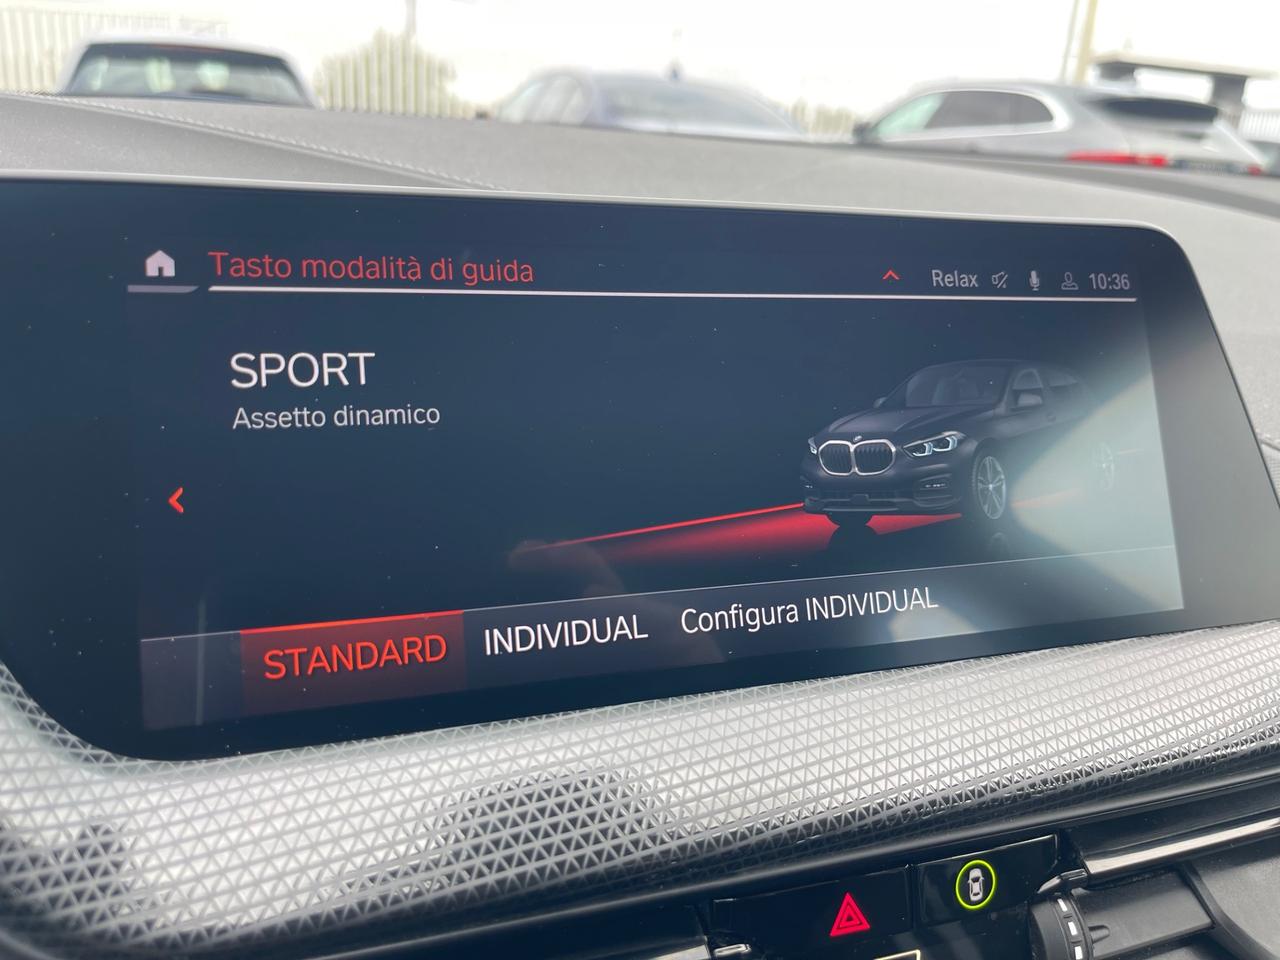 Tasto modalità di guida
Relax 10:36
SPORT
Assetto dinamico
STANDARD INDIVIDUAL Configura INDIVIDUAL